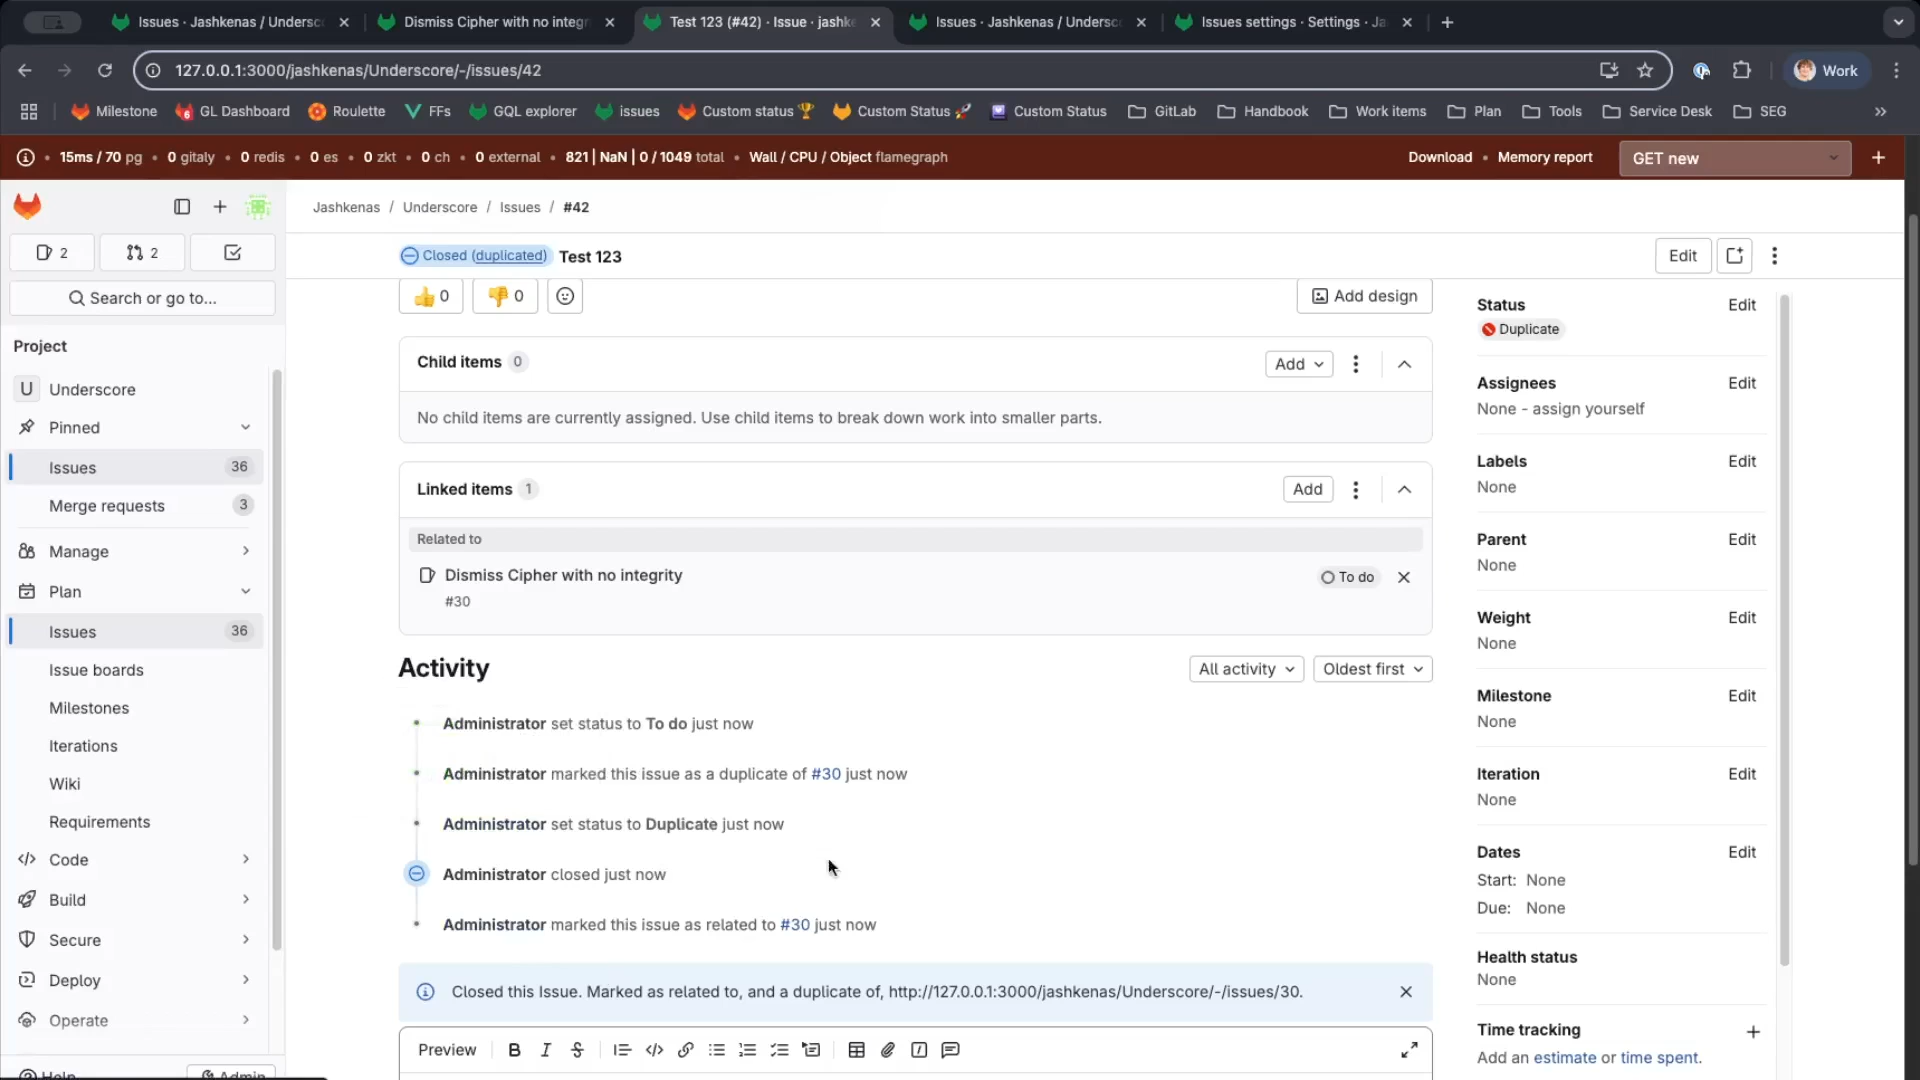 Issues · Jashkenas / Undersc
Dismiss Cipher with no integr
Test 123 (#42) · Issue · jashke
Issues · Jashkenas / Undersc
Issues settings · Settings · Ja
127.0.0.1:3000/jashkenas/Underscore/-/issues/42
Work
Milestone
GL Dashboard
Roulette
FFs
GQL explorer
issues
Custom status🏆
Custom Status 🚀
Custom Status
GitLab
Handbook
Work items
Plan
Tools
Service Desk
SEG
15ms / 70 pg • 0 gitaly • 0 redis • 0 es • 0 zkt • 0 ch • 0 external • 821 | NaN | 0 / 1049 total • Wall / CPU / Object flamegraph
Download • Memory report
GET new
2
2
Search or go to...
Project
U Underscore
Pinned
Issues 36
Merge requests 3
Manage
Plan
Issues 36
Issue boards
Milestones
Iterations
Wiki
Requirements
Code
Build
Secure
Deploy
Operate
Help
Admin
Jashkenas / Underscore / Issues / #42
Closed (duplicated) Test 123
Edit
👍 0
👎 0
Add design
Child items 0
Add
No child items are currently assigned. Use child items to break down work into smaller parts.
Linked items 1
Add
Related to
Dismiss Cipher with no integrity
To do
#30
Activity
All activity
Oldest first
Administrator set status to To do just now
Administrator marked this issue as a duplicate of #30 just now
Administrator set status to Duplicate just now
Administrator closed just now
Administrator marked this issue as related to #30 just now
Closed this Issue. Marked as related to, and a duplicate of, http://127.0.0.1:3000/jashkenas/Underscore/-/issues/30.
Preview
B I S
Status Edit
Duplicate
Assignees Edit
None - assign yourself
Labels Edit
None
Parent Edit
None
Weight Edit
None
Milestone Edit
None
Iteration Edit
None
Dates Edit
Start: None
Due: None
Health status
None
Time tracking
Add an estimate or time spent.